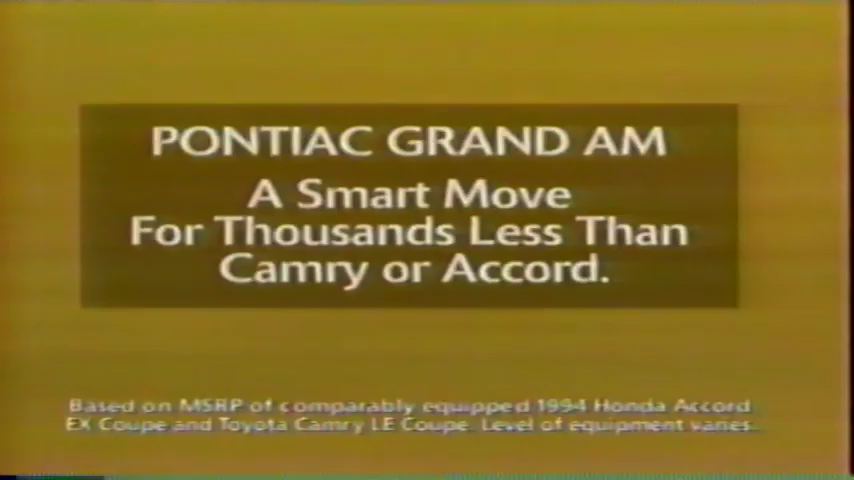 PONTIAC GRAND AM
A Smart Move
For Thousands Less Than
Camry or Accord.
Based on MSRP of comparably equipped 1994 Honda Accord
EX Coupe and Toyota Camry LE Coupe. Level of equipment varies.